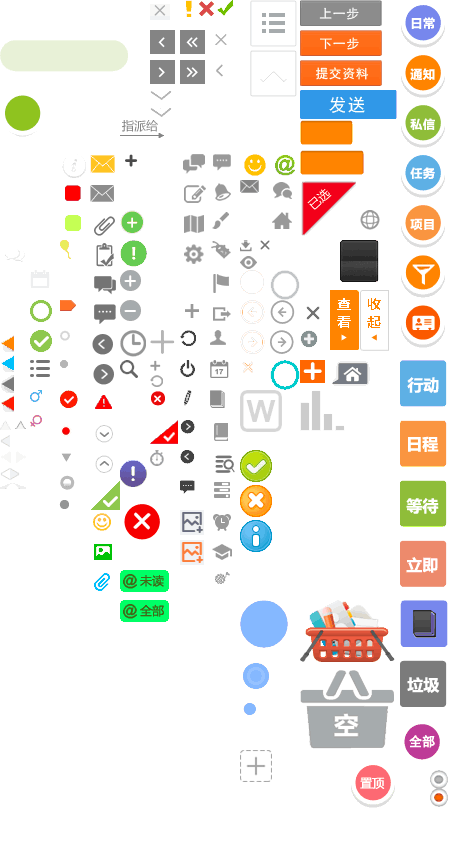 上一步
日常
下一步
通知
提交资料
发送
私信
指派给
任务
已选
项目
查看
收起
17
行动
W
日程
等待
立即
@ 未读
@ 全部
垃圾
空
全部
置顶